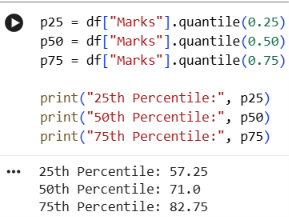 p25 = df["Marks"].quantile(0.25)
p50 = df["Marks"].quantile(0.50)
p75 = df["Marks"].quantile(0.75)
print("25th Percentile:", p25)
print("50th Percentile:", p50)
print("75th Percentile:", p75)
25th Percentile: 57.25
50th Percentile: 71.0
75th Percentile: 82.75